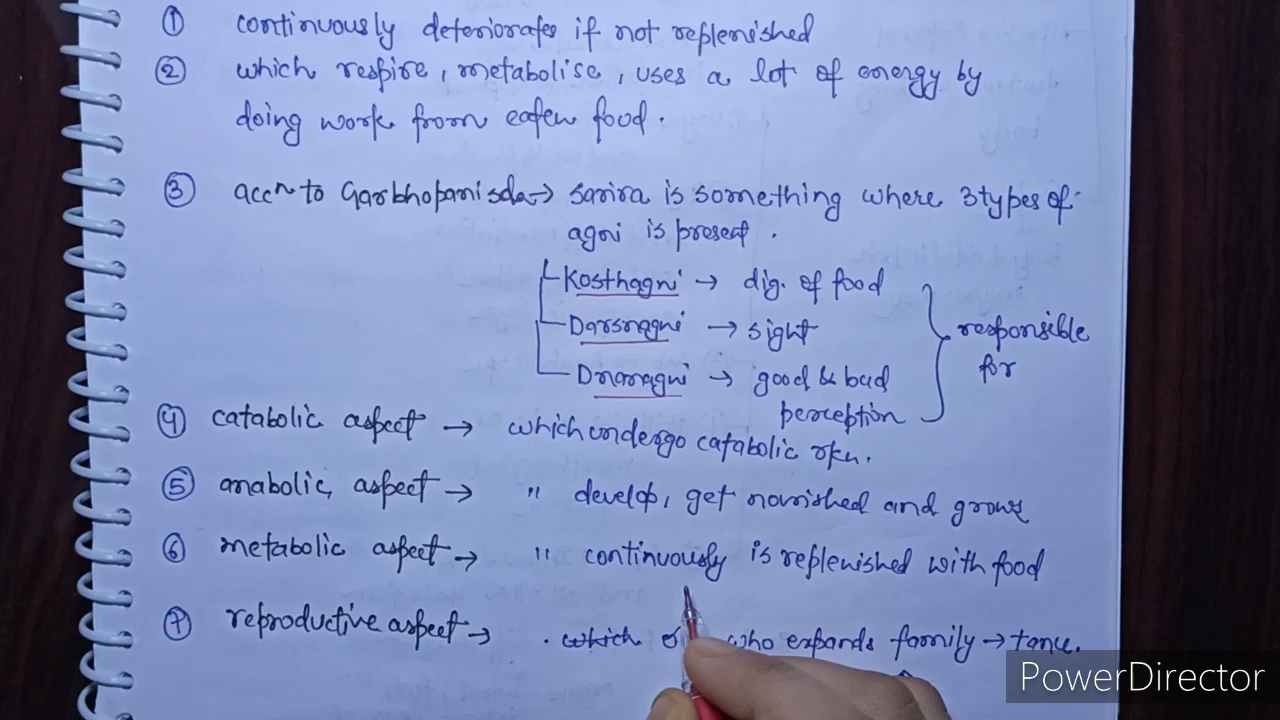 ① continuously deteriorates if not replenished
② which respire, metabolise, uses a lot of energy by
doing work from eaten food.
③ accn to Garbhopanisda → sarira is something where 3 types of
agni is present.
Kosthagni → dig. of food
Darsnagni → sight
Dnanagni → good & bad
perception
responsible
for
④ catabolic aspect → which undergo catabolic rxn.
⑤ anabolic aspect → " develop, get nourished and grows
⑥ metabolic aspect → " continuously is replenished with food
⑦ reproductive aspect → . which who expands family → tanu.
PowerDirector